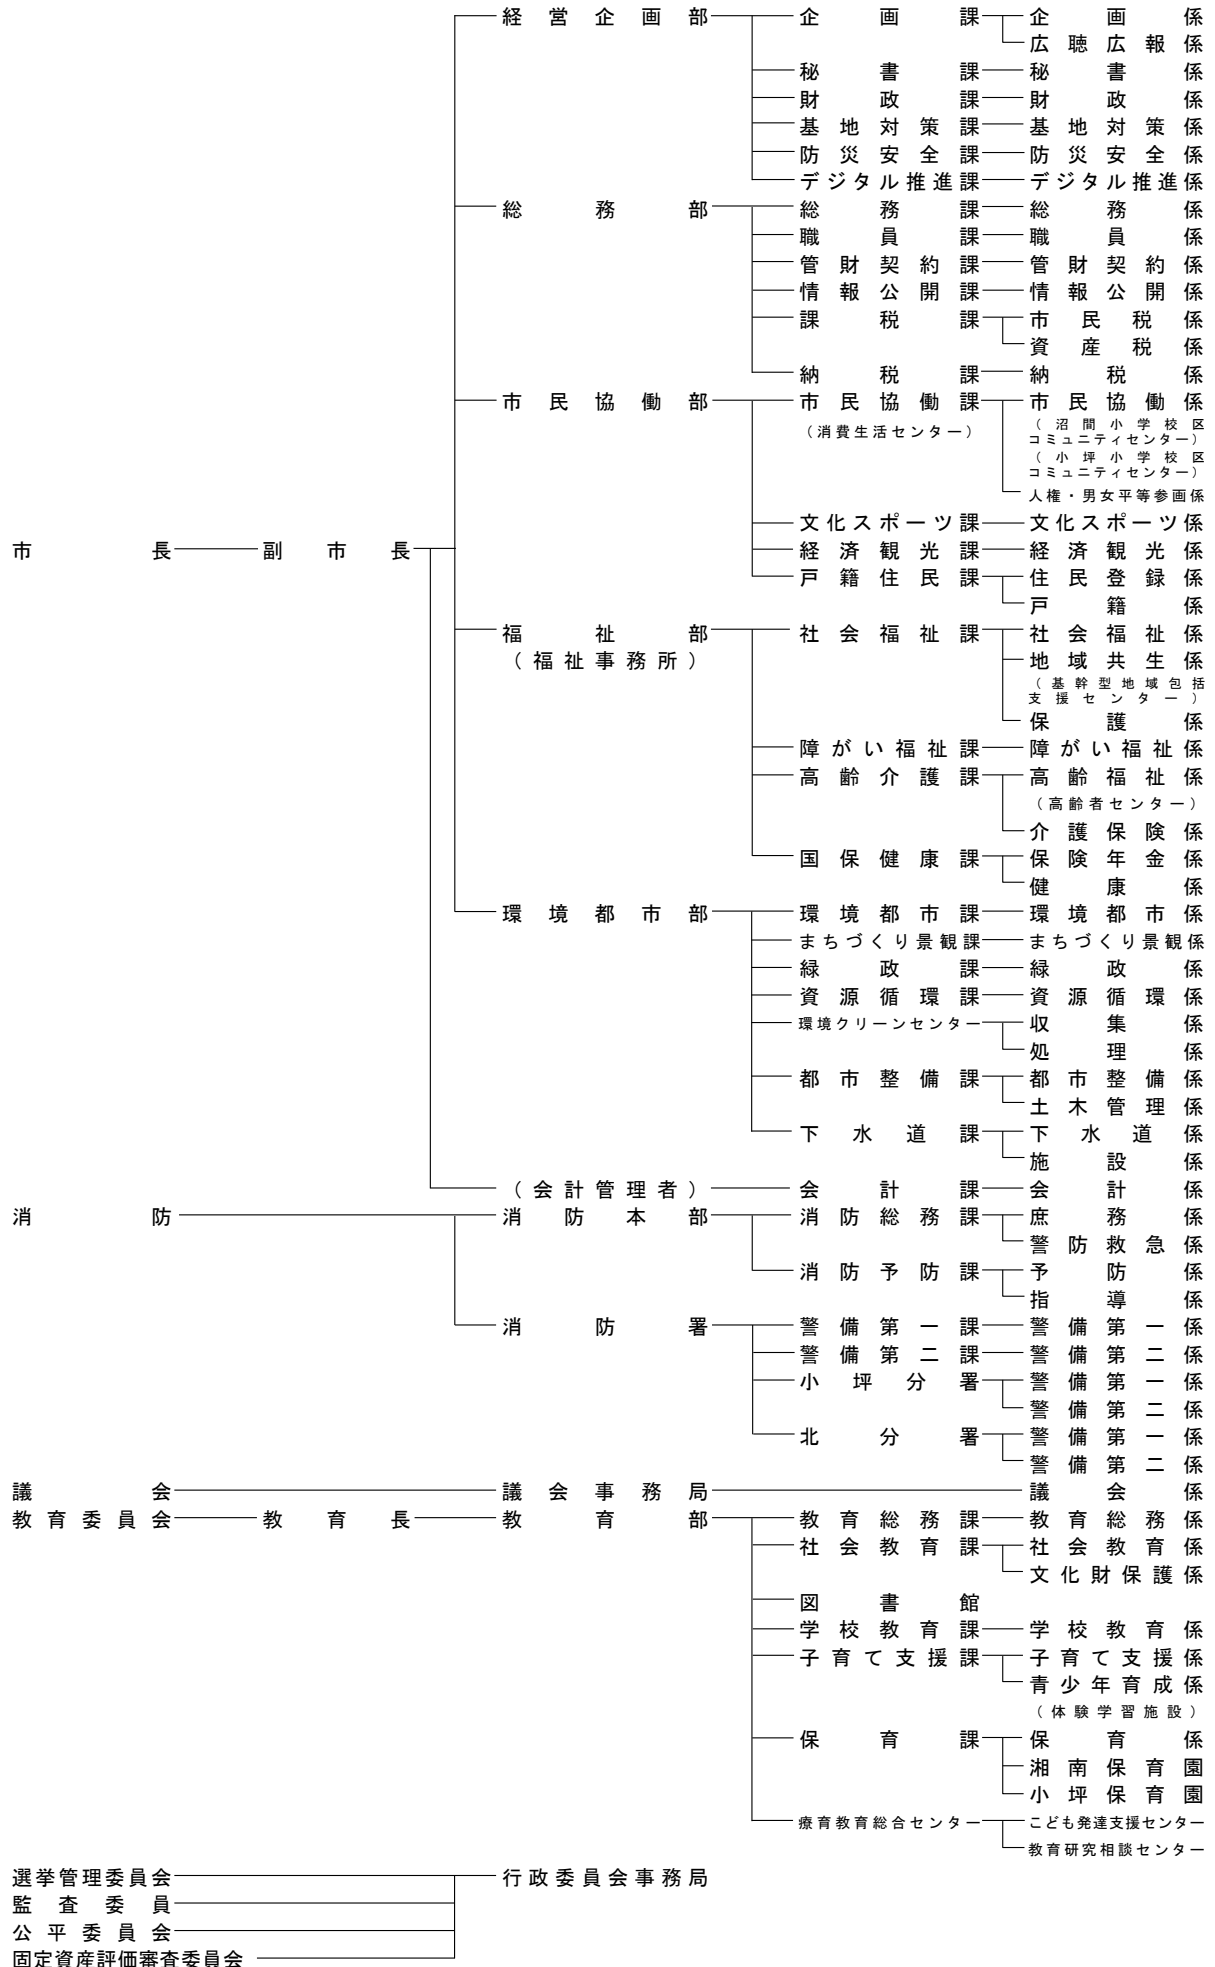 経営企画部 企画課 企画係
広聴広報係
秘書課 秘書係
財政課 財政係
基地対策課 基地対策係
防災安全課 防災安全係
デジタル推進課 デジタル推進係
総務部 総務課 総務係
職員課 職員係
管財契約課 管財契約係
情報公開課 情報公開係
課税課 市民税係
資産税係
納税課 納税係
市民協働部 市民協働課 市民協働係
(消費生活センター) (沼間小学校区
コミュニティセンター)
(小坪小学校区
コミュニティセンター)
人権・男女平等参画係
文化スポーツ課 文化スポーツ係
市長 副市長 経済観光課 経済観光係
戸籍住民課 住民登録係
戸籍係
福祉部 社会福祉課 社会福祉係
(福祉事務所) 地域共生係
(基幹型地域包括
支援センター)
保護係
障がい福祉課 障がい福祉係
高齢介護課 高齢福祉係
(高齢者センター)
介護保険係
国保健康課 保険年金係
健康係
環境都市部 環境都市課 環境都市係
まちづくり景観課 まちづくり景観係
緑政課 緑政係
資源循環課 資源循環係
環境クリーンセンター 収集係
処理係
都市整備課 都市整備係
土木管理係
下水道課 下水道係
施設係
(会計管理者) 会計課 会計係
消防 消防本部 消防総務課 庶務係
警防救急係
消防予防課 予防係
指導係
消防署 警備第一課 警備第一係
警備第二課 警備第二係
小坪分署 警備第一係
警備第二係
北分署 警備第一係
警備第二係
議会 議会事務局 議会係
教育委員会 教育長 教育部 教育総務課 教育総務係
社会教育課 社会教育係
文化財保護係
図書館
学校教育課 学校教育係
子育て支援課 子育て支援係
青少年育成係
(体験学習施設)
保育課 保育係
湘南保育園
小坪保育園
療育教育総合センター こども発達支援センター
教育研究相談センター
選挙管理委員会 行政委員会事務局
監査委員
公平委員会
固定資産評価審査委員会